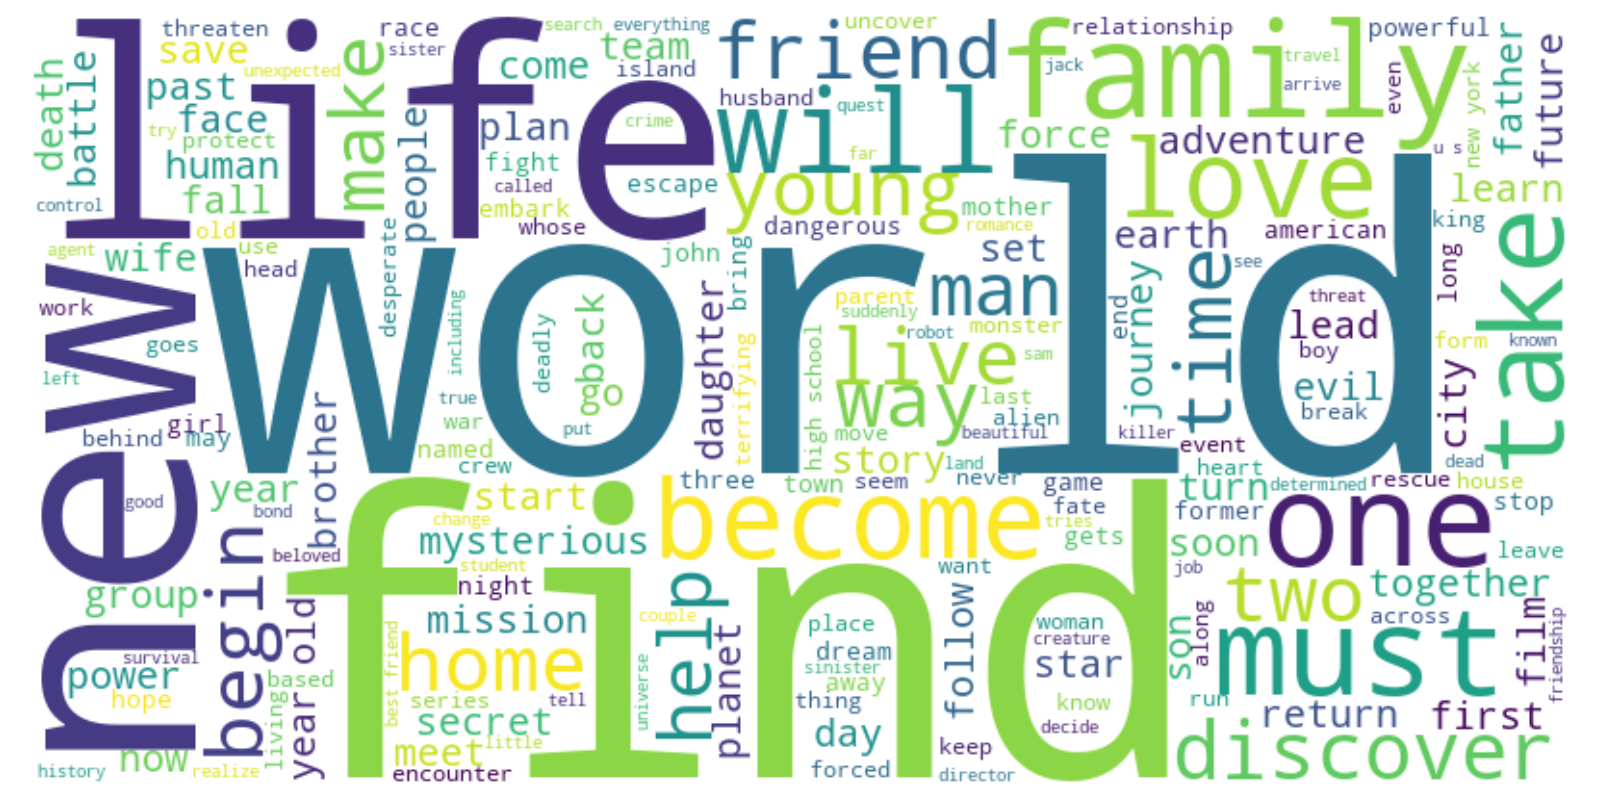 life
world
find
new
family
friend
will
young
love
man
take
time
live
way
become
one
two
must
discover
home
help
begin
make
threaten
save
race
sister
unexpected
death
battle
past
face
try
protect
human
fall
people
control
search
everything
team
come
island
plan
fight
called
embark
whose
crime
escape
uncover
husband
quest
far
relationship
jack
travel
arrive
even
powerful
new york
father
future
force
adventure
u s
learn
mother
romance
dangerous
set
earth
american
king
see
long
agent
wife
old
use
head
desperate
work
goes
left
including
john
bring
daughter
deadly
back
go
put
true
war
named
crew
parent
suddenly
robot
monster
sam
terrifying
high school
last
alien
move
beautiful
story
land
never
end
journey
killer
event
heart
threat
lead
boy
evil
break
city
form
known
dead
behind
girl
may
brother
good
year
bond
beloved
start
change
mysterious
student
night
three
town
seem
game
fate
tries
gets
turn
determined
rescue
house
former
stop
soon
leave
job
group
year old
mission
couple
want
follow
together
across
power
survival
hope
based
living
best friend
series
tell
secret
meet
little
encounter
universe
planet
place
dream
sinister
away
thing
day
forced
woman
creature
star
know
decide
keep
director
son
along
run
return
first
film
friendship
now
history
realize